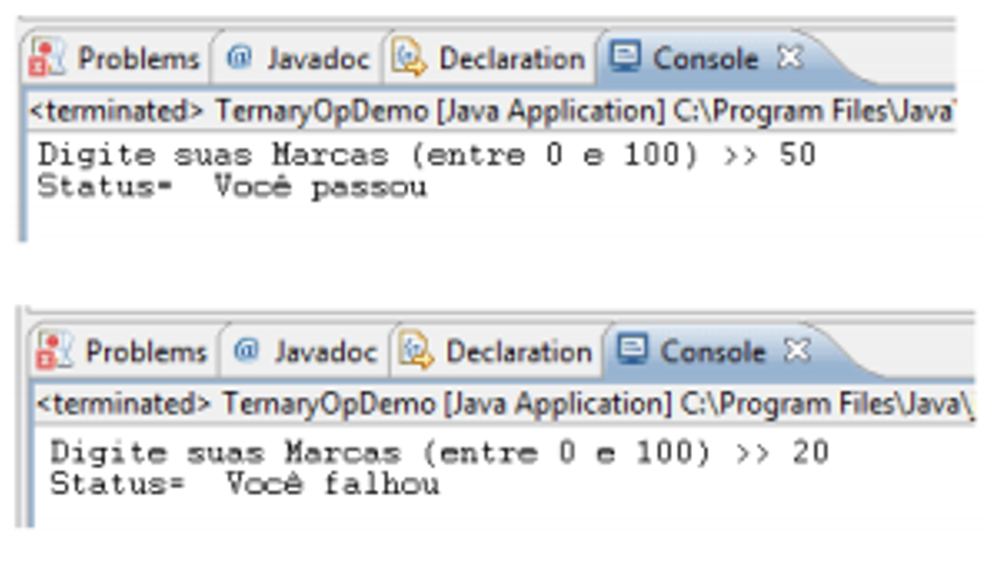 Problems @ Javadoc Declaration Console
<terminated> TernaryOpDemo [Java Application] C:\Program Files\Java\
Digite suas Marcas (entre 0 e 100) >> 50
Status= Você passou
Problems @ Javadoc Declaration Console
<terminated> TernaryOpDemo [Java Application] C:\Program Files\Java\
Digite suas Marcas (entre 0 e 100) >> 20
Status= Você falhou